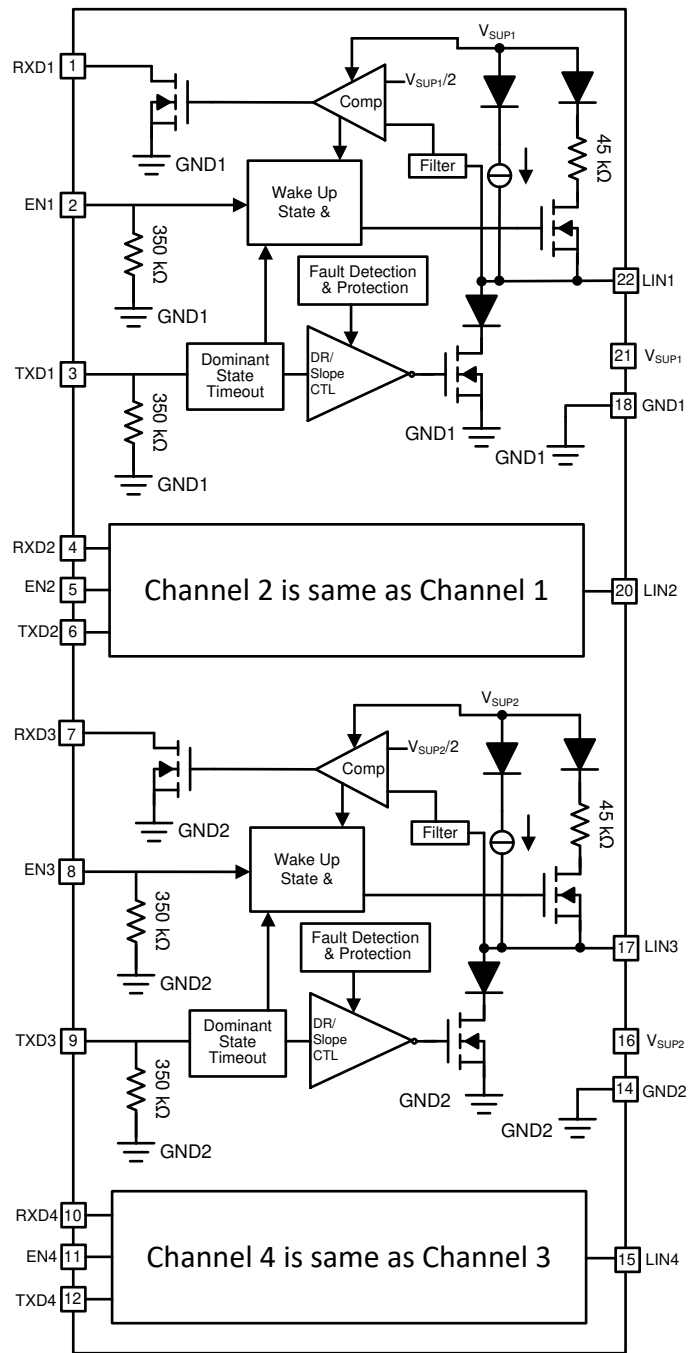 V_SUP1
RXD1
1
Comp
V_SUP1/2
GND1
Filter
45 kΩ
EN1
2
Wake Up
State &
350 kΩ
GND1
Fault Detection
& Protection
22
LIN1
TXD1
3
Dominant
State
Timeout
DR/
Slope
CTL
21
V_SUP1
350 kΩ
GND1
GND1
GND1
18
GND1
RXD2
4
EN2
5
TXD2
6
Channel 2 is same as Channel 1
20
LIN2
V_SUP2
RXD3
7
Comp
V_SUP2/2
GND2
Filter
45 kΩ
EN3
8
Wake Up
State &
350 kΩ
GND2
Fault Detection
& Protection
17
LIN3
TXD3
9
Dominant
State
Timeout
DR/
Slope
CTL
16
V_SUP2
350 kΩ
GND2
GND2
GND2
14
GND2
RXD4
10
EN4
11
TXD4
12
Channel 4 is same as Channel 3
15
LIN4